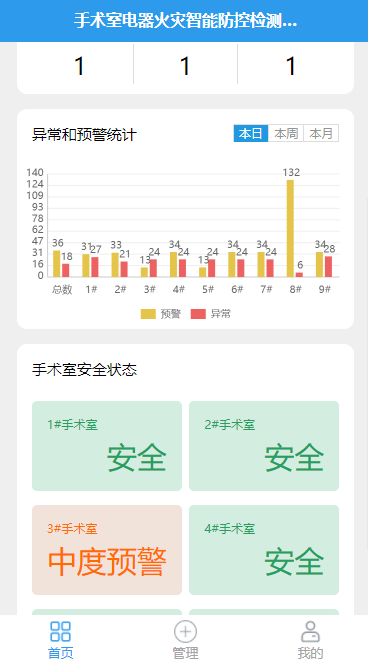 手术室电器火灾智能防控检测...
1 1 1
异常和预警统计 本日 本周 本月
140
124
109
93
78
62
47
31
16
0
36 18 31 27 33 21 13 24 34 24 13 24 34 24 34 24 132 6 34 28
总数 1# 2# 3# 4# 5# 6# 7# 8# 9#
预警 异常
手术室安全状态
1#手术室 2#手术室
安全 安全
3#手术室 4#手术室
中度预警 安全
首页 管理 我的